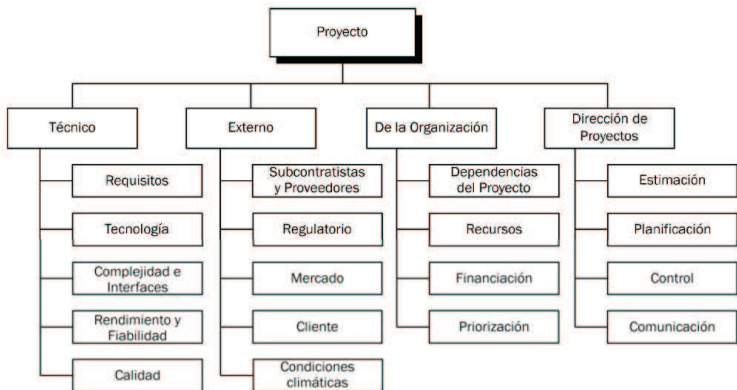 Proyecto
Técnico
Externo
De la Organización
Dirección de
Proyectos
Requisitos
Subcontratistas
y Proveedores
Dependencias
del Proyecto
Estimación
Tecnología
Regulatorio
Recursos
Planificación
Complejidad e
Interfaces
Mercado
Financiación
Control
Rendimiento y
Fiabilidad
Cliente
Priorización
Comunicación
Calidad
Condiciones
climáticas